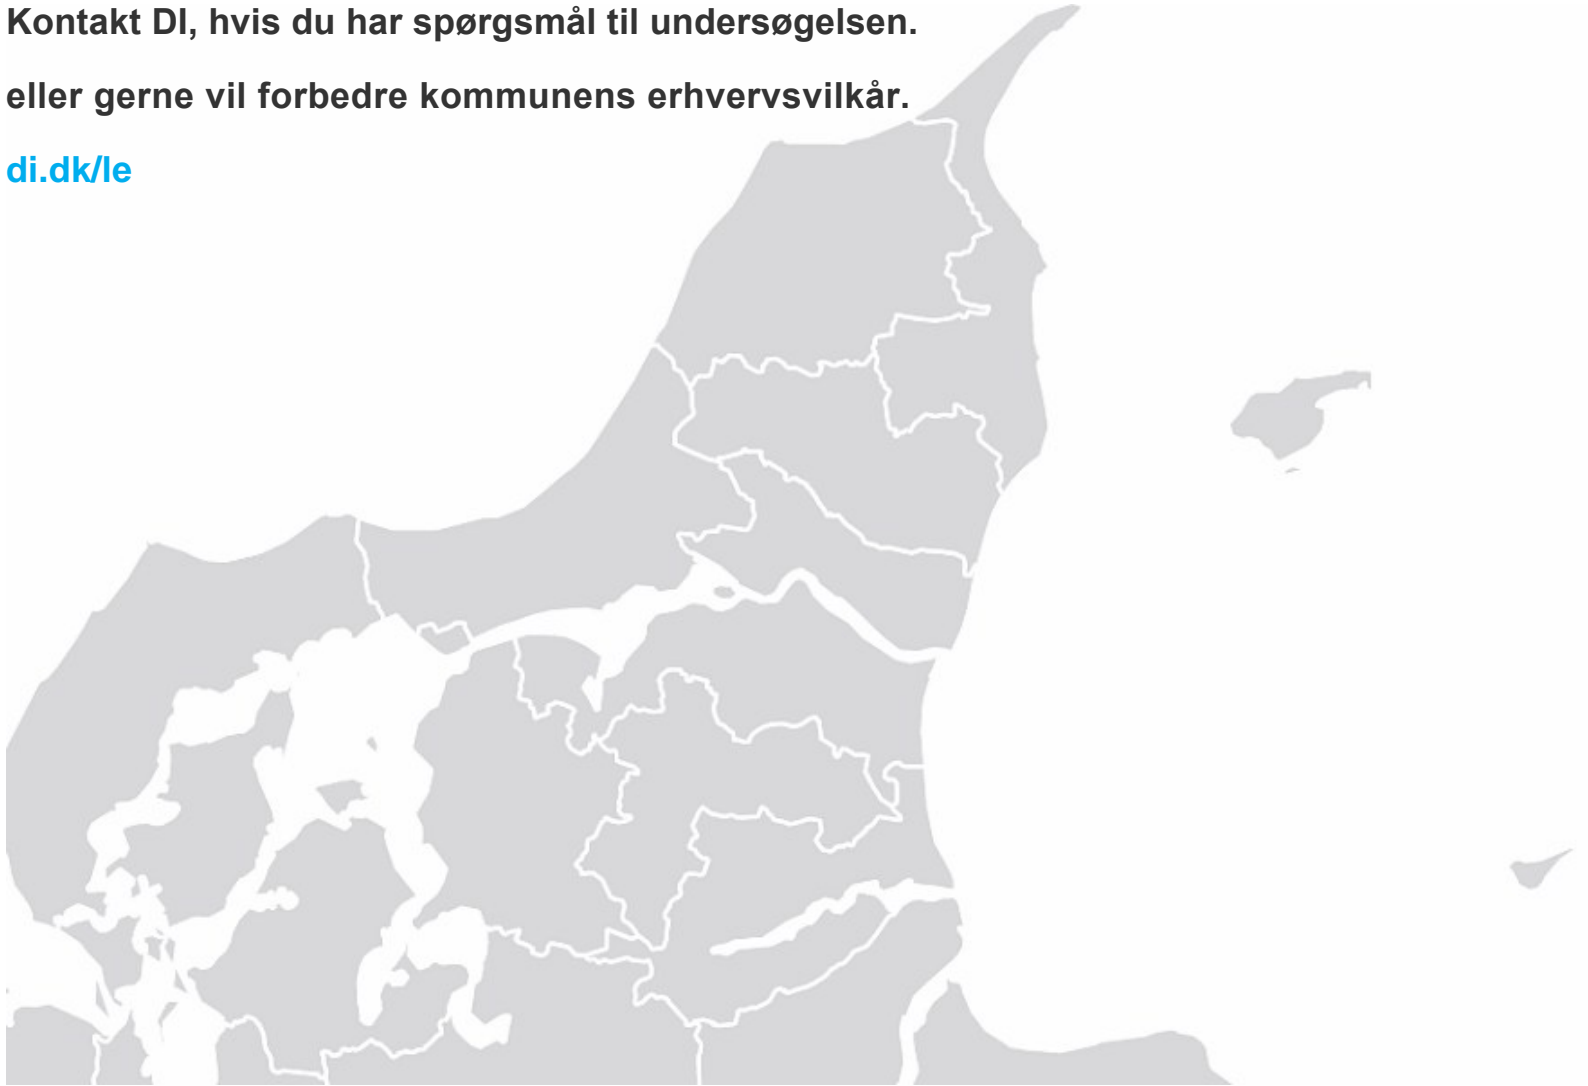 Kontakt DI, hvis du har spørgsmål til undersøgelsen.
eller gerne vil forbedre kommunens erhvervsvilkår.
di.dk/le